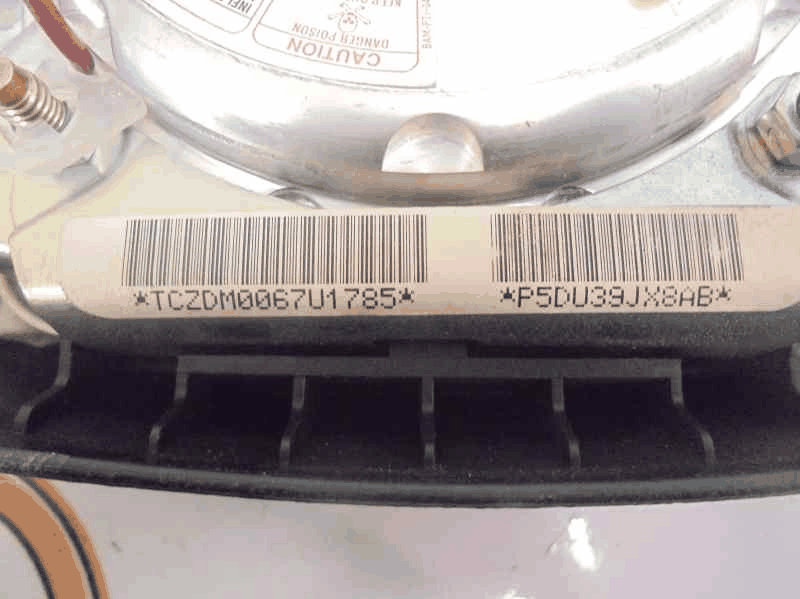 CAUTION
DANGER POISON
*TCZDM0067U1785* *P5DU39JX8AB*